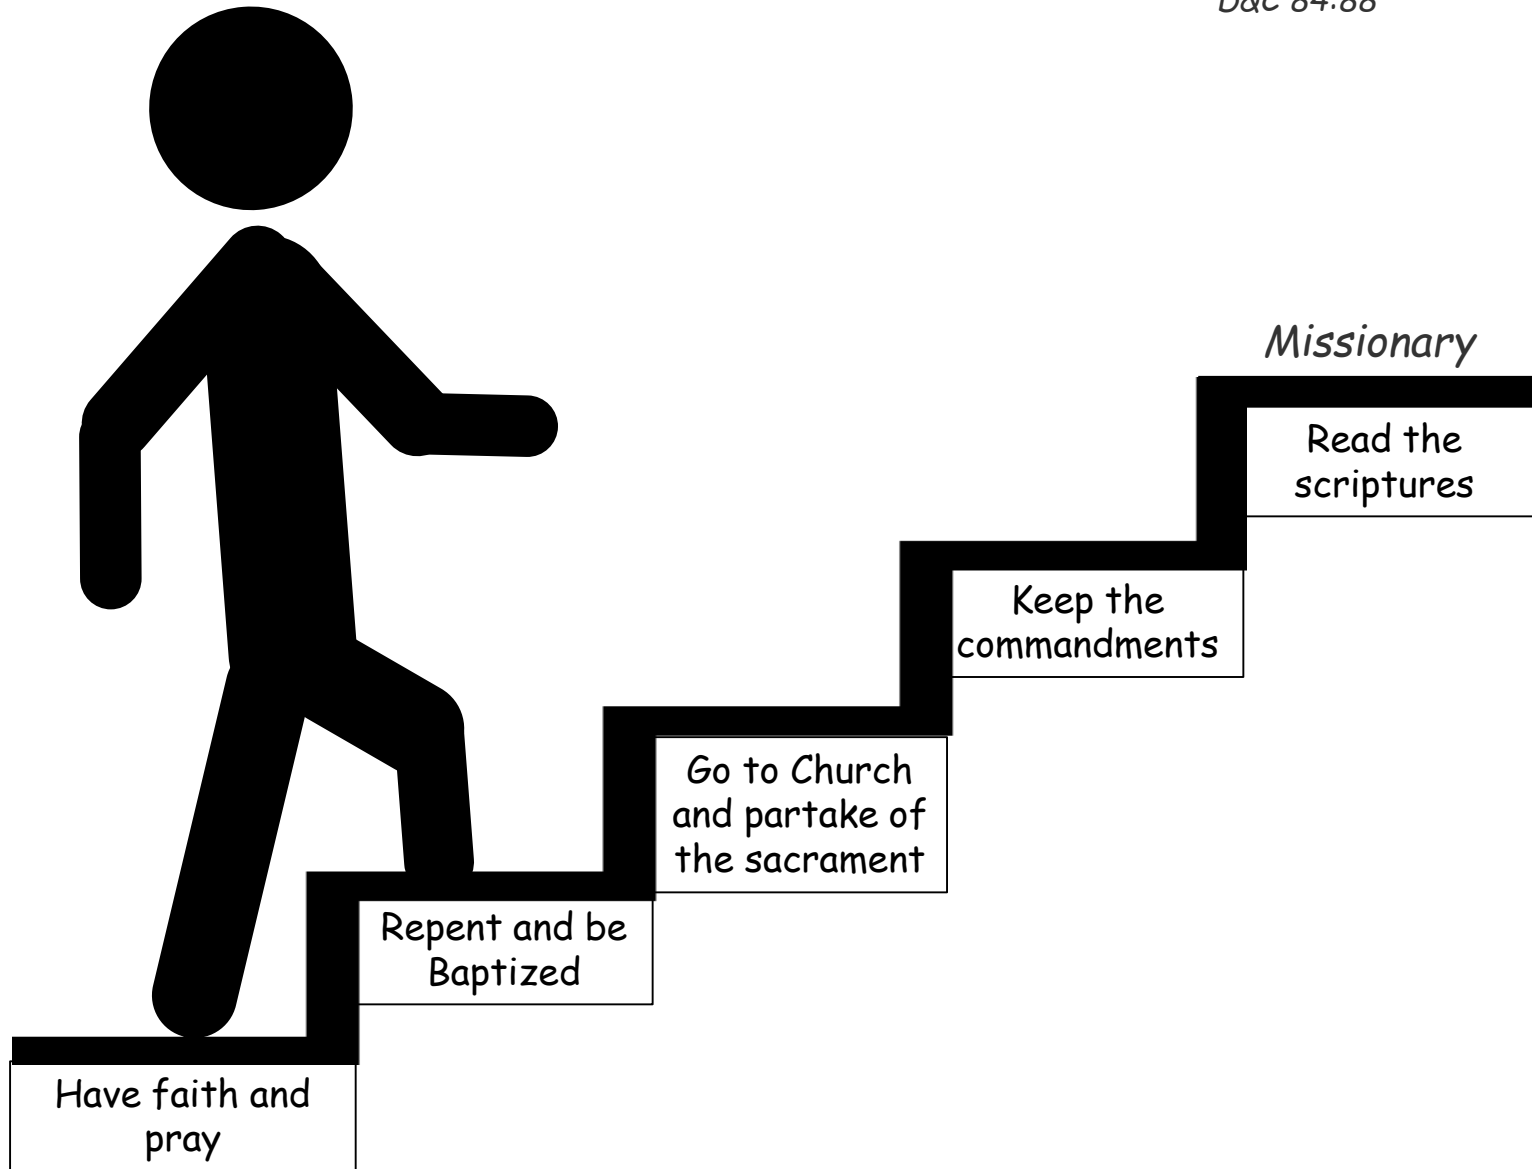 D&C 84:88
Missionary
Read the
scriptures
Keep the
commandments
Go to Church
and partake of
the sacrament
Repent and be
Baptized
Have faith and
pray